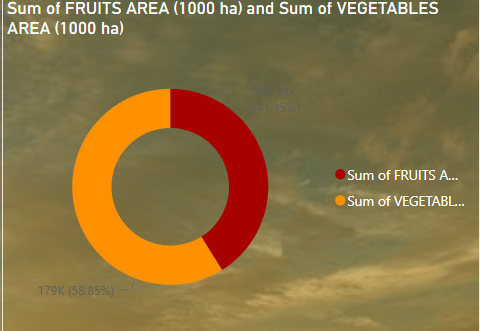 Sum of FRUITS AREA (1000 ha) and Sum of VEGETABLES
AREA (1000 ha)
Sum of FRUITS A...
Sum of VEGETABL...
179K (58.85%)